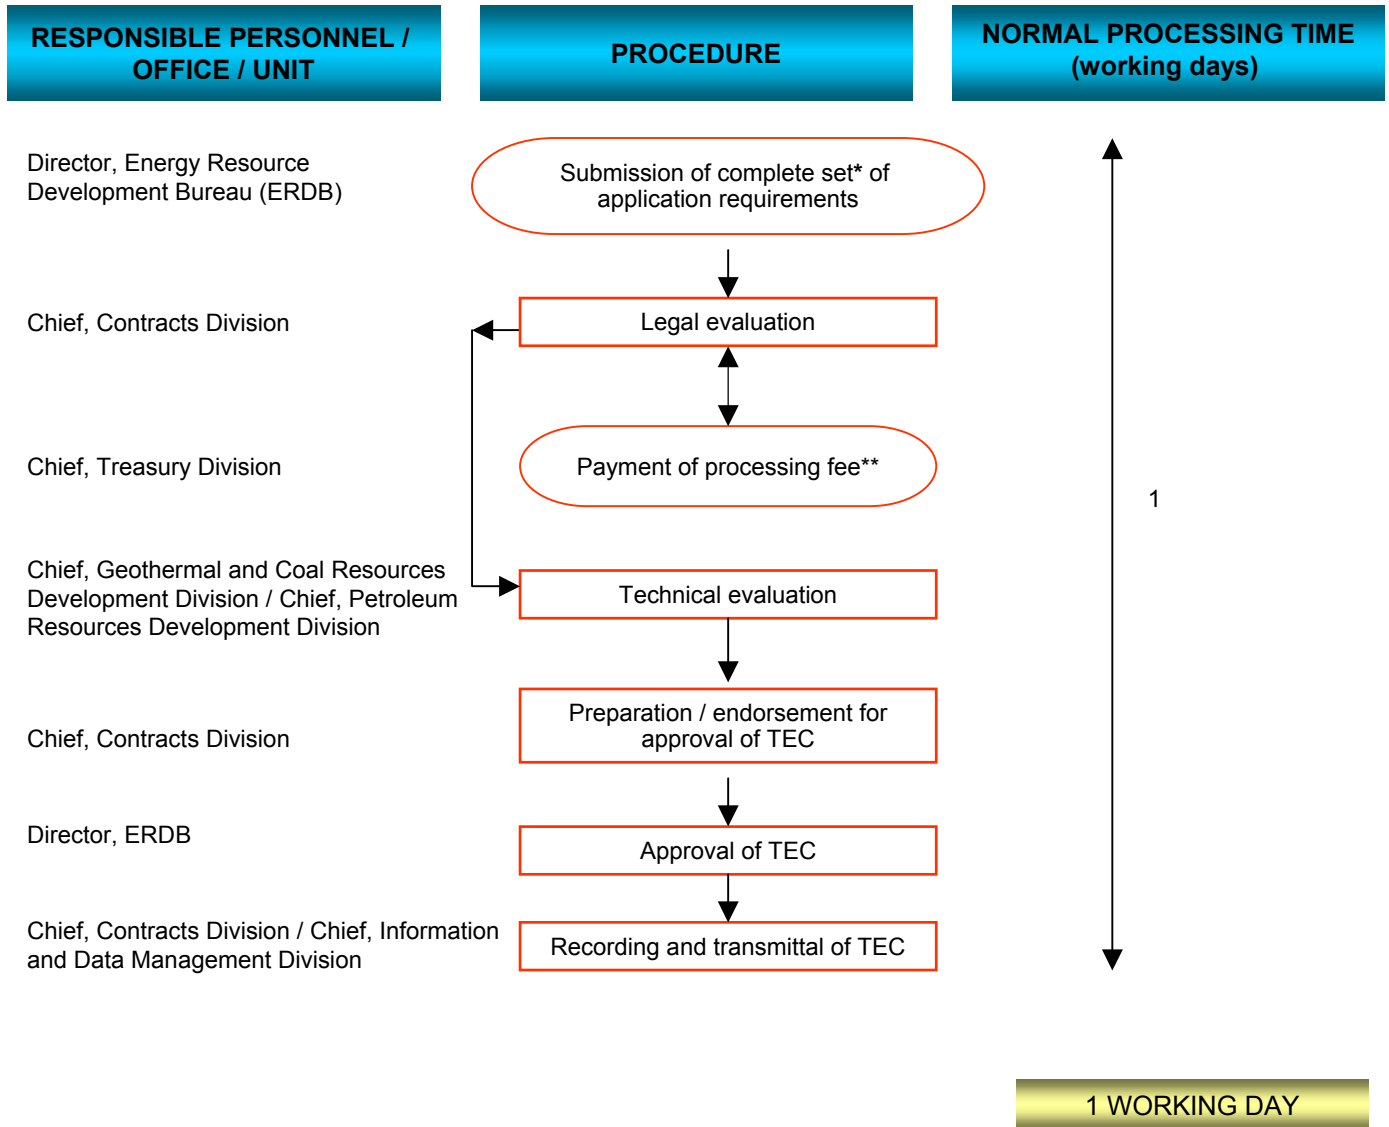 RESPONSIBLE PERSONNEL /
OFFICE / UNIT
PROCEDURE
NORMAL PROCESSING TIME
(working days)
Director, Energy Resource
Development Bureau (ERDB)
Submission of complete set* of
application requirements
Chief, Contracts Division
Legal evaluation
Chief, Treasury Division
Payment of processing fee**
1
Chief, Geothermal and Coal Resources
Development Division / Chief, Petroleum
Resources Development Division
Technical evaluation
Chief, Contracts Division
Preparation / endorsement for
approval of TEC
Director, ERDB
Approval of TEC
Chief, Contracts Division / Chief, Information
and Data Management Division
Recording and transmittal of TEC
1 WORKING DAY